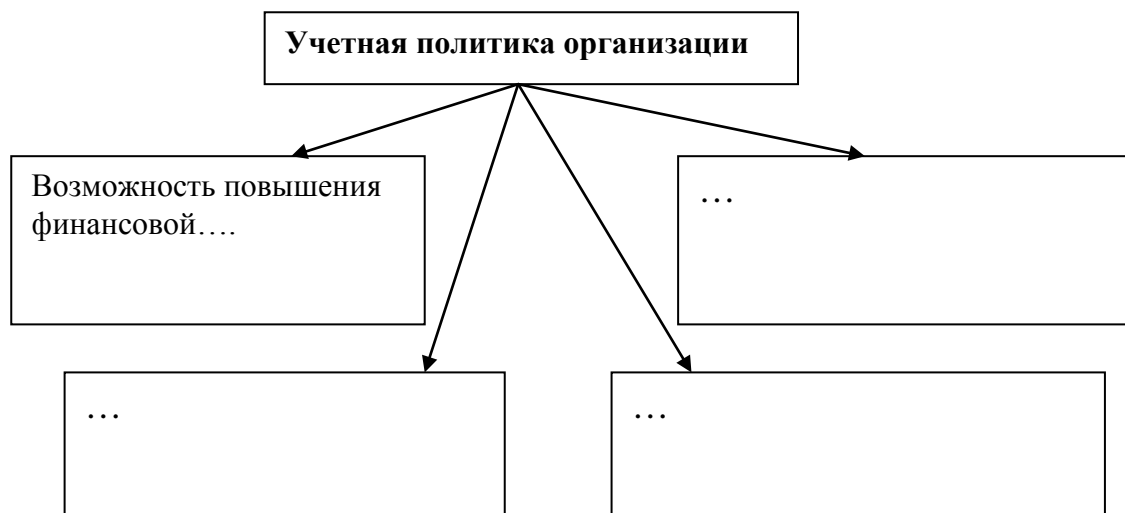 Учетная политика организации
Возможность повышения
финансовой….
…
…
…